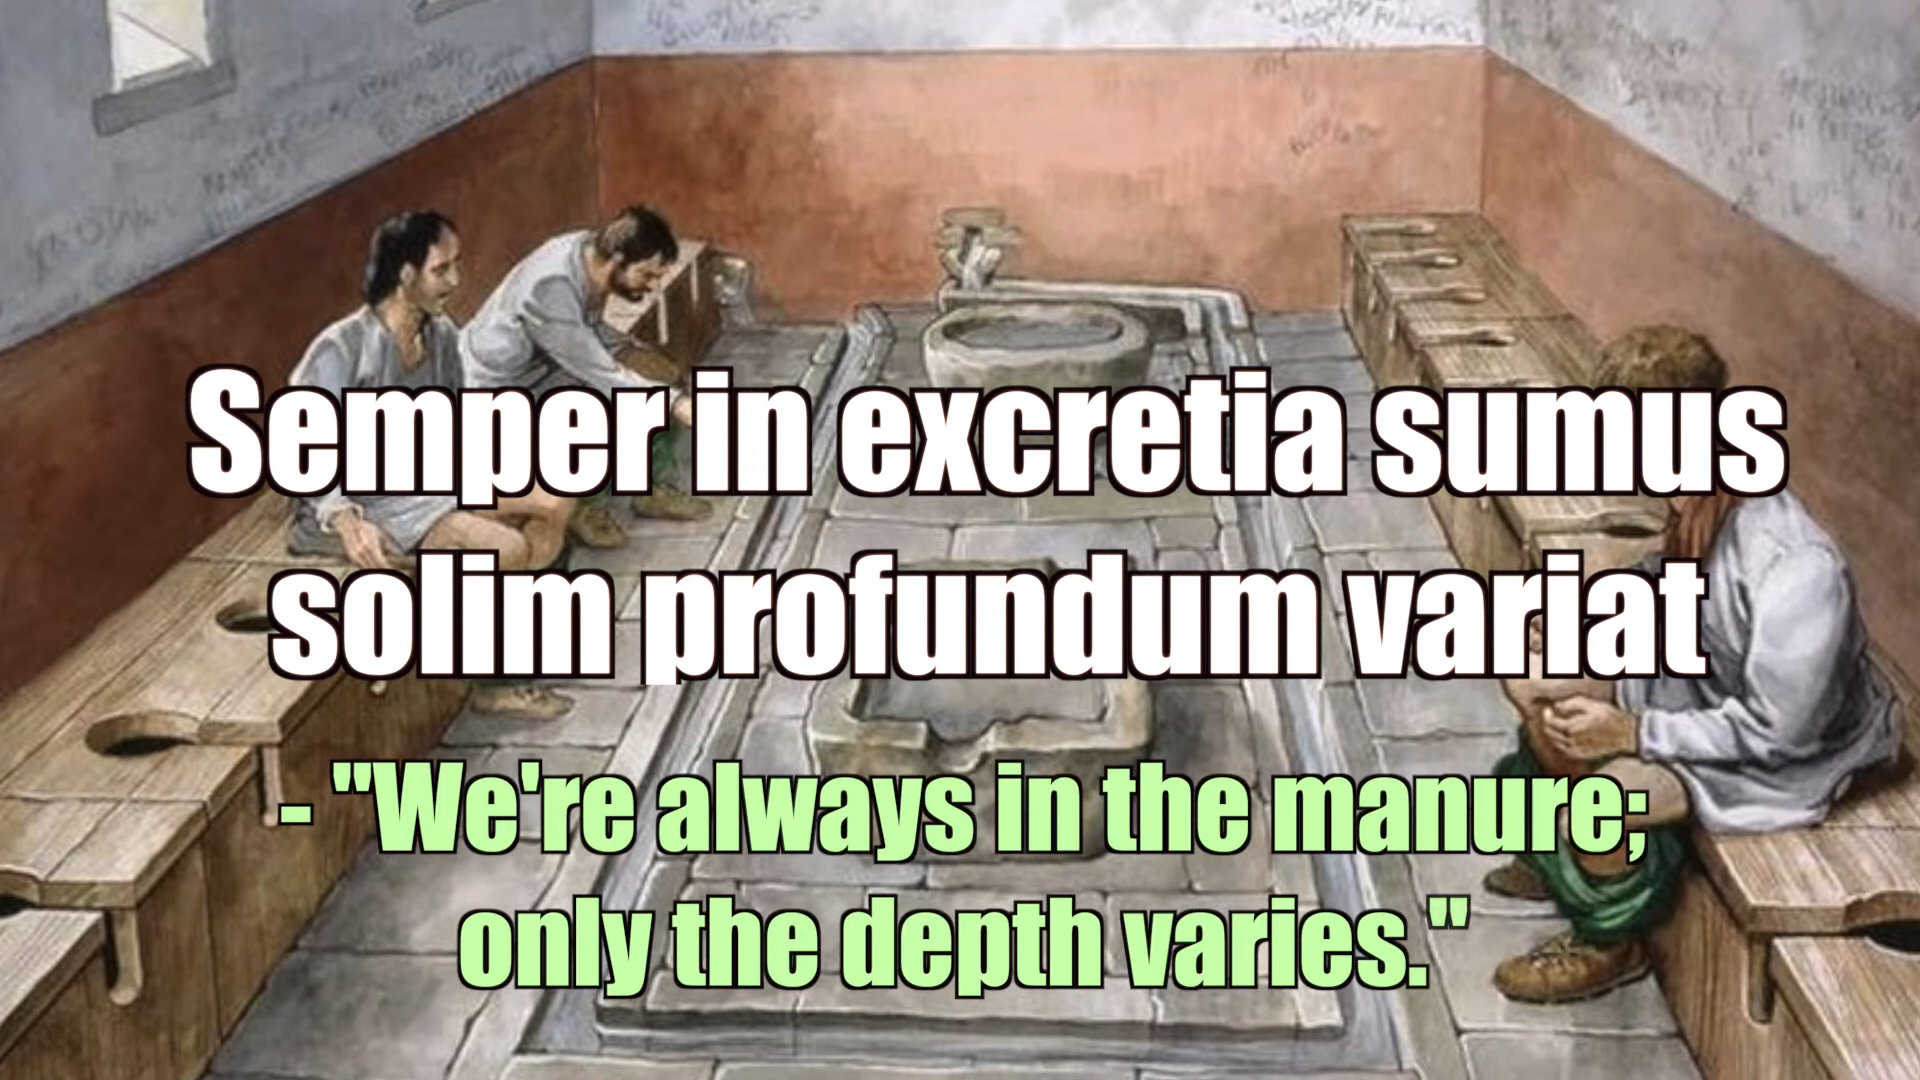 Semper in excretia sumus
solim profundum variat
- "We're always in the manure;
only the depth varies."